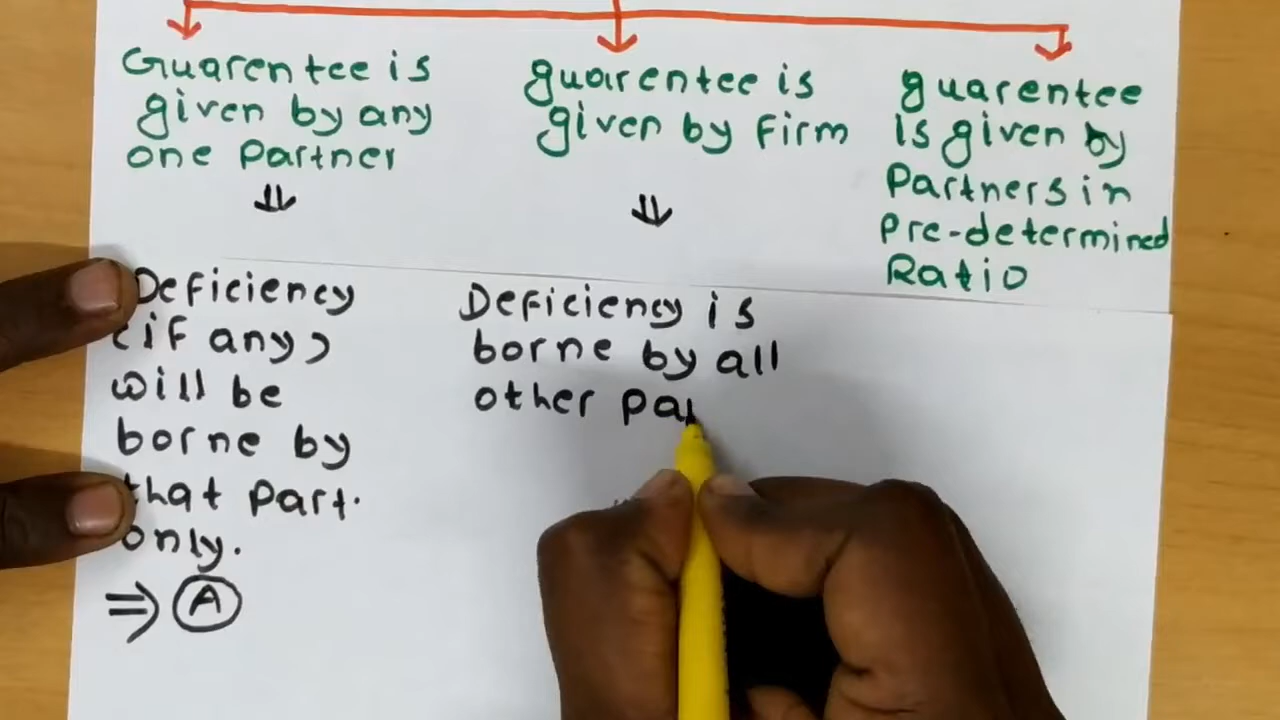 Guarentee is
given by any
one Partner
guarentee is
given by Firm
guarentee
is given by
Partners in
Pre-determined
Ratio
Deficiency
(if any)
will be
borne by
that Part.
only.
⇒ A
Deficiency is
borne by all
other Par